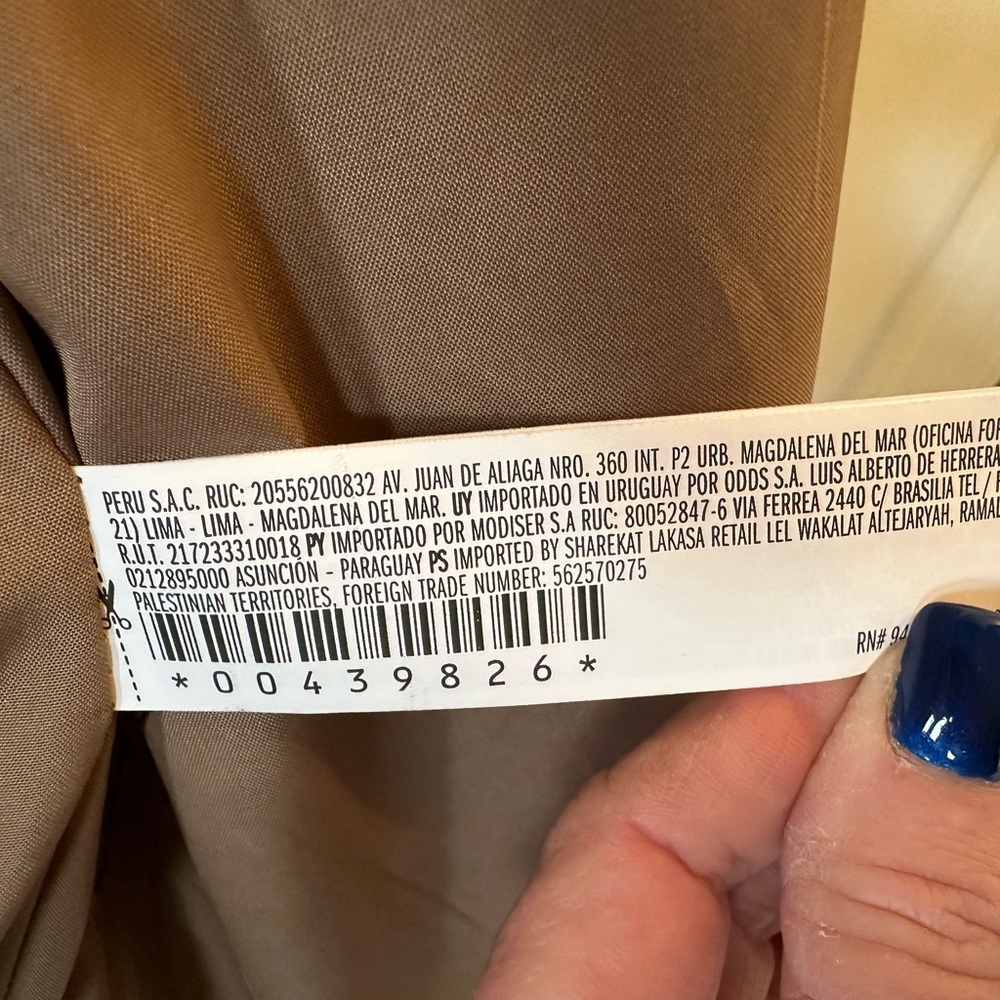 PERU S.A.C. RUC: 20556200832 AV. JUAN DE ALIAGA NRO. 360 INT. P2 URB. MAGDALENA DEL MAR (OFICINA
21) LIMA - LIMA - MAGDALENA DEL MAR. UY IMPORTADO EN URUGUAY POR ODDS S.A. LUIS ALBERTO DE HERRERA
R.U.T. 217233310018 PY IMPORTADO POR MODISER S.A RUC: 80052847-6 VIA FERREA 2440 C/ BRASILIA TEL /
0212895000 ASUNCIÓN - PARAGUAY PS IMPORTED BY SHAREKAT LAKASA RETAIL LEL WAKALAT ALTEJARYAH,
PALESTINIAN TERRITORIES, FOREIGN TRADE NUMBER: 562570275
*00439826*
RN# 94